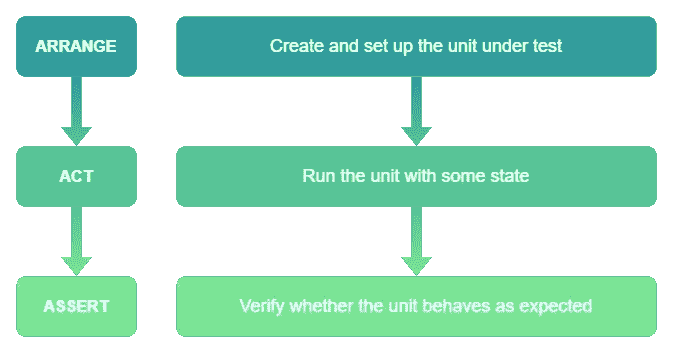 ARRANGE
Create and set up the unit under test
ACT
Run the unit with some state
ASSERT
Verify whether the unit behaves as expected